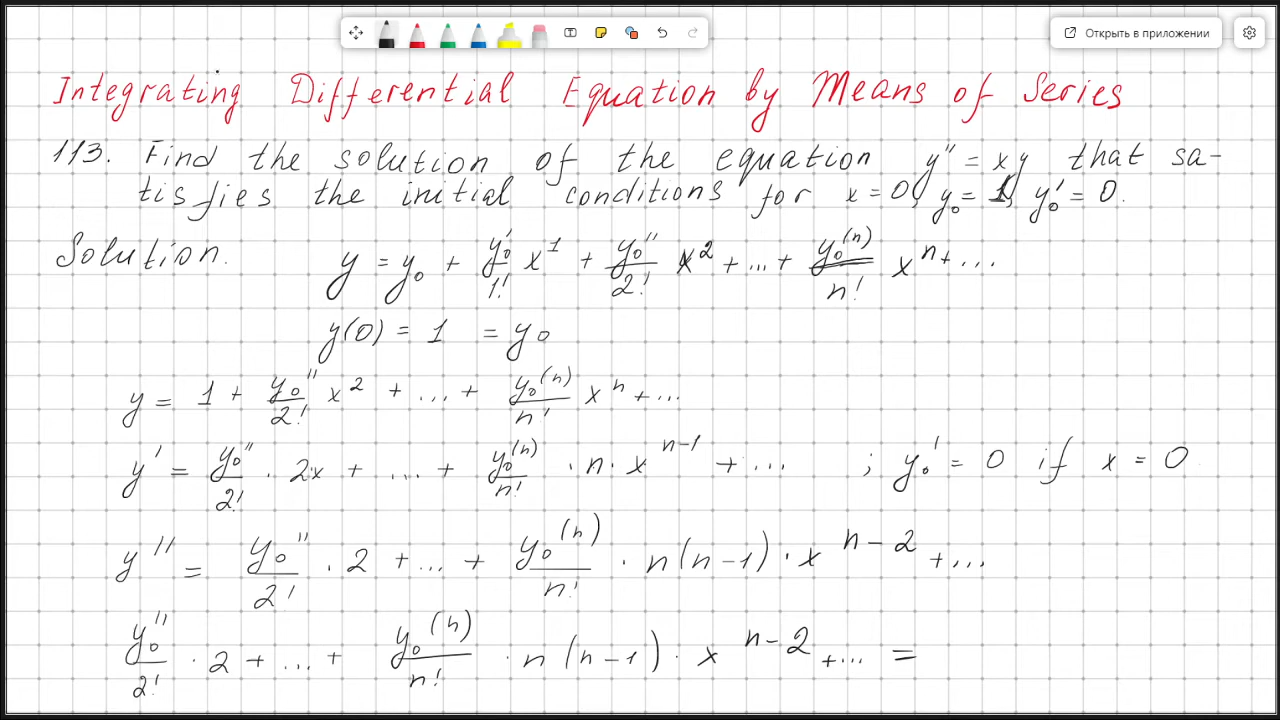 Открыть в приложении
Integrating Differential Equation by Means of Series
113. Find the solution of the equation y'' = xy that sa-
tisfies the initial conditions for x = 0, y₀ = 1, y₀' = 0.
Solution. y = y₀ + y₀'/1! x¹ + y₀''/2! x² + ... + y₀⁽ⁿ⁾/n! xⁿ + ...
y(0) = 1 = y₀
y = 1 + y₀''/2! x² + ... + y₀⁽ⁿ⁾/n! xⁿ + ...
y' = y₀''/2! · 2x + ... + y₀⁽ⁿ⁾/n! · n · xⁿ⁻¹ + ... ; y₀' = 0 if x = 0
y'' = y₀''/2! · 2 + ... + y₀⁽ⁿ⁾/n! · n(n-1) · xⁿ⁻² + ...
y₀''/2! · 2 + ... + y₀⁽ⁿ⁾/n! · n(n-1) · xⁿ⁻² + ... =